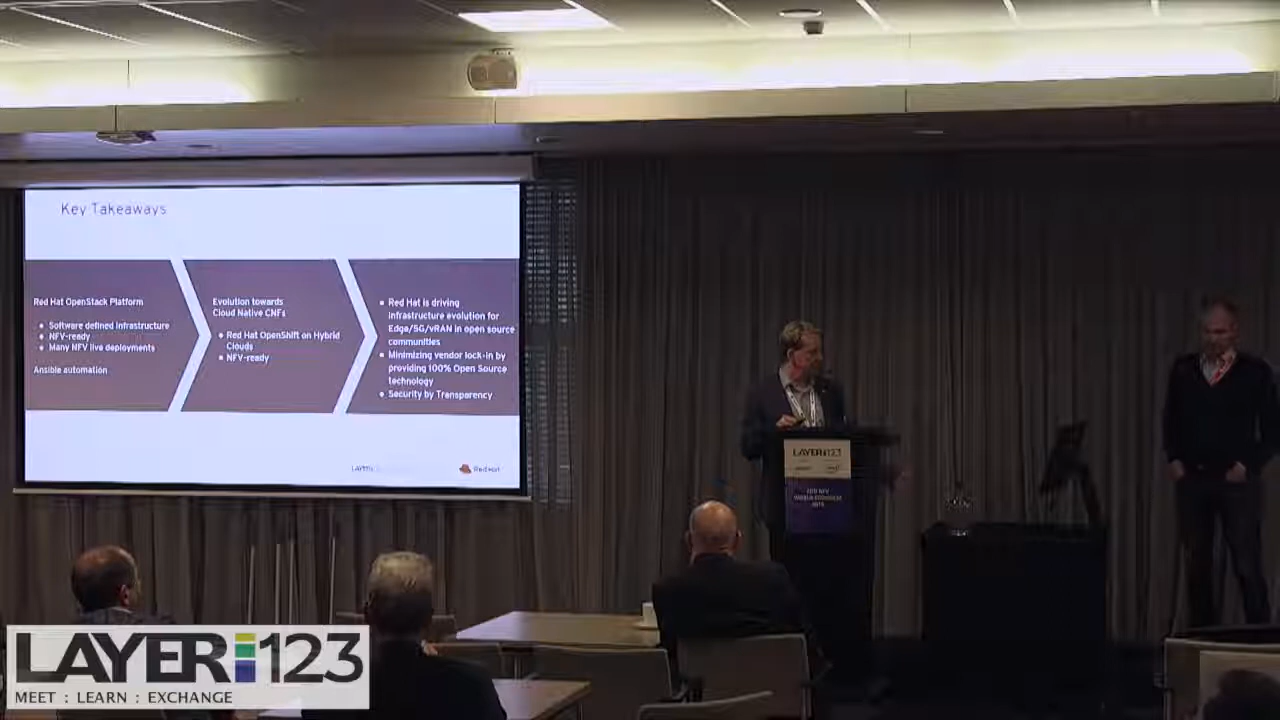 Key Takeaways
Red Hat OpenStack Platform
● Software defined infrastructure
● NFV-ready
● Many NFV live deployments
Ansible automation
Evolution towards
Cloud Native CNFs
● Red Hat OpenShift on Hybrid
Clouds
● NFV-ready
● Red Hat is driving
infrastructure evolution for
Edge/5G/vRAN in open source
communities
● Minimizing vendor lock-in by
providing 100% Open Source
technology
● Security by Transparency
LAYER
Red Hat
LAYER123
LAYER123
MEET : LEARN : EXCHANGE